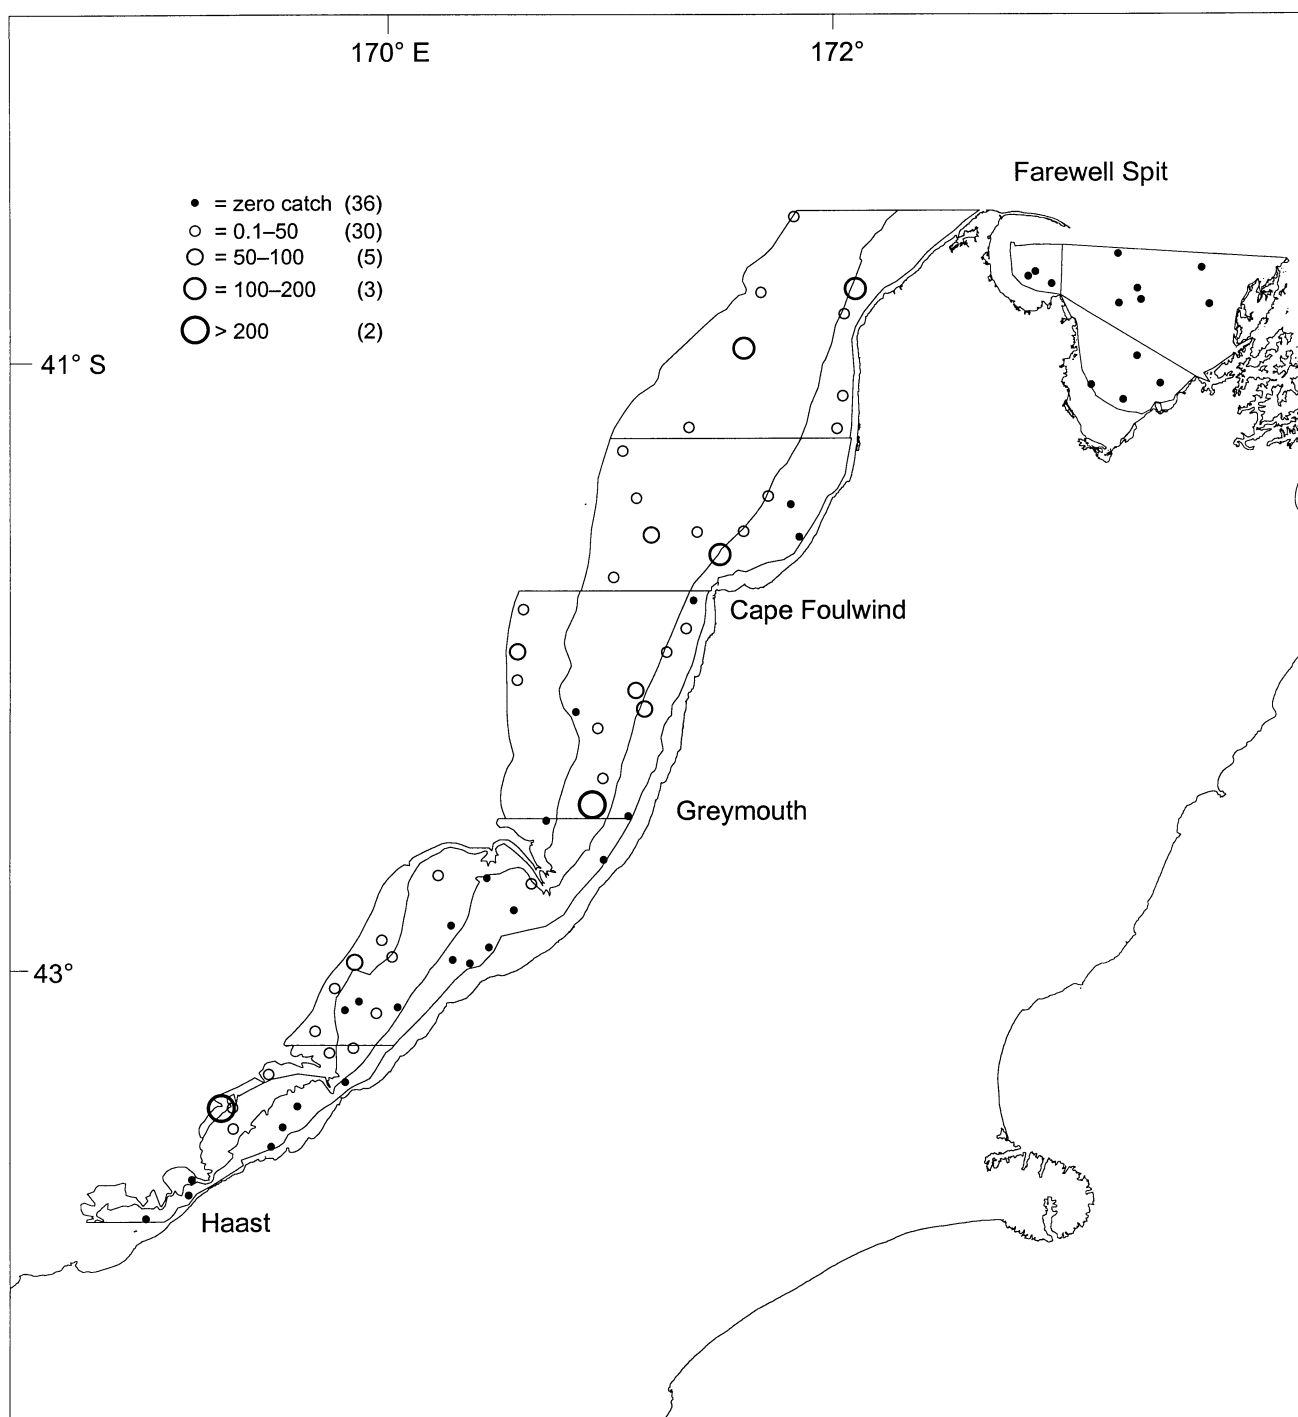 170° E
172°
Farewell Spit
= zero catch (36)
= 0.1–50 (30)
= 50–100 (5)
= 100–200 (3)
> 200 (2)
41° S
Cape Foulwind
Greymouth
43°
Haast